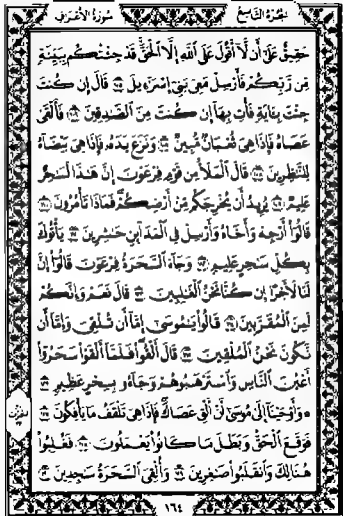 الجزء التاسع سورة الأعراف
حَقِيقٌ عَلَىٰٓ أَن لَّآ أَقُولَ عَلَى ٱللَّهِ إِلَّا ٱلۡحَقَّۚ قَدۡ جِئۡتُكُم بِبَيِّنَةٖ
مِّن رَّبِّكُمۡ فَأَرۡسِلۡ مَعِيَ بَنِيٓ إِسۡرَٰٓءِيلَ ١٠٥ قَالَ إِن كُنتَ
جِئۡتَ بِـَٔايَةٖ فَأۡتِ بِهَآ إِن كُنتَ مِنَ ٱلصَّٰدِقِينَ ١٠٦ فَأَلۡقَىٰ
عَصَاهُ فَإِذَا هِيَ ثُعۡبَانٞ مُّبِينٞ ١٠٧ وَنَزَعَ يَدَهُۥ فَإِذَا هِيَ بَيۡضَآءُ
لِلنَّٰظِرِينَ ١٠٨ قَالَ ٱلۡمَلَأُ مِن قَوۡمِ فِرۡعَوۡنَ إِنَّ هَٰذَا لَسَٰحِرٌ
عَلِيمٞ ١٠٩ يُرِيدُ أَن يُخۡرِجَكُم مِّنۡ أَرۡضِكُمۡۖ فَمَاذَا تَأۡمُرُونَ ١١٠
قَالُوٓاْ أَرۡجِهۡ وَأَخَاهُ وَأَرۡسِلۡ فِي ٱلۡمَدَآئِنِ حَٰشِرِينَ ١١١ يَأۡتُوكَ
بِكُلِّ سَٰحِرٍ عَلِيمٖ ١١٢ وَجَآءَ ٱلسَّحَرَةُ فِرۡعَوۡنَ قَالُوٓاْ إِنَّ
لَنَا لَأَجۡرًا إِن كُنَّا نَحۡنُ ٱلۡغَٰلِبِينَ ١١٣ قَالَ نَعَمۡ وَإِنَّكُمۡ
لَمِنَ ٱلۡمُقَرَّبِينَ ١١٤ قَالُواْ يَٰمُوسَىٰٓ إِمَّآ أَن تُلۡقِيَ وَإِمَّآ أَن
نَّكُونَ نَحۡنُ ٱلۡمُلۡقِينَ ١١٥ قَالَ أَلۡقُواْۖ فَلَمَّآ أَلۡقَوۡاْ سَحَرُوٓاْ
أَعۡيُنَ ٱلنَّاسِ وَٱسۡتَرۡهَبُوهُمۡ وَجَآءُو بِسِحۡرٍ عَظِيمٖ ١١٦
۞ وَأَوۡحَيۡنَآ إِلَىٰ مُوسَىٰٓ أَنۡ أَلۡقِ عَصَاكَۖ فَإِذَا هِيَ تَلۡقَفُ مَا يَأۡفِكُونَ ١١٧
فَوَقَعَ ٱلۡحَقُّ وَبَطَلَ مَا كَانُواْ يَعۡمَلُونَ ١١٨ فَغُلِبُواْ
هُنَالِكَ وَٱنقَلَبُواْ صَٰغِرِينَ ١١٩ وَأُلۡقِيَ ٱلسَّحَرَةُ سَٰجِدِينَ ١٢٠
١٦٤